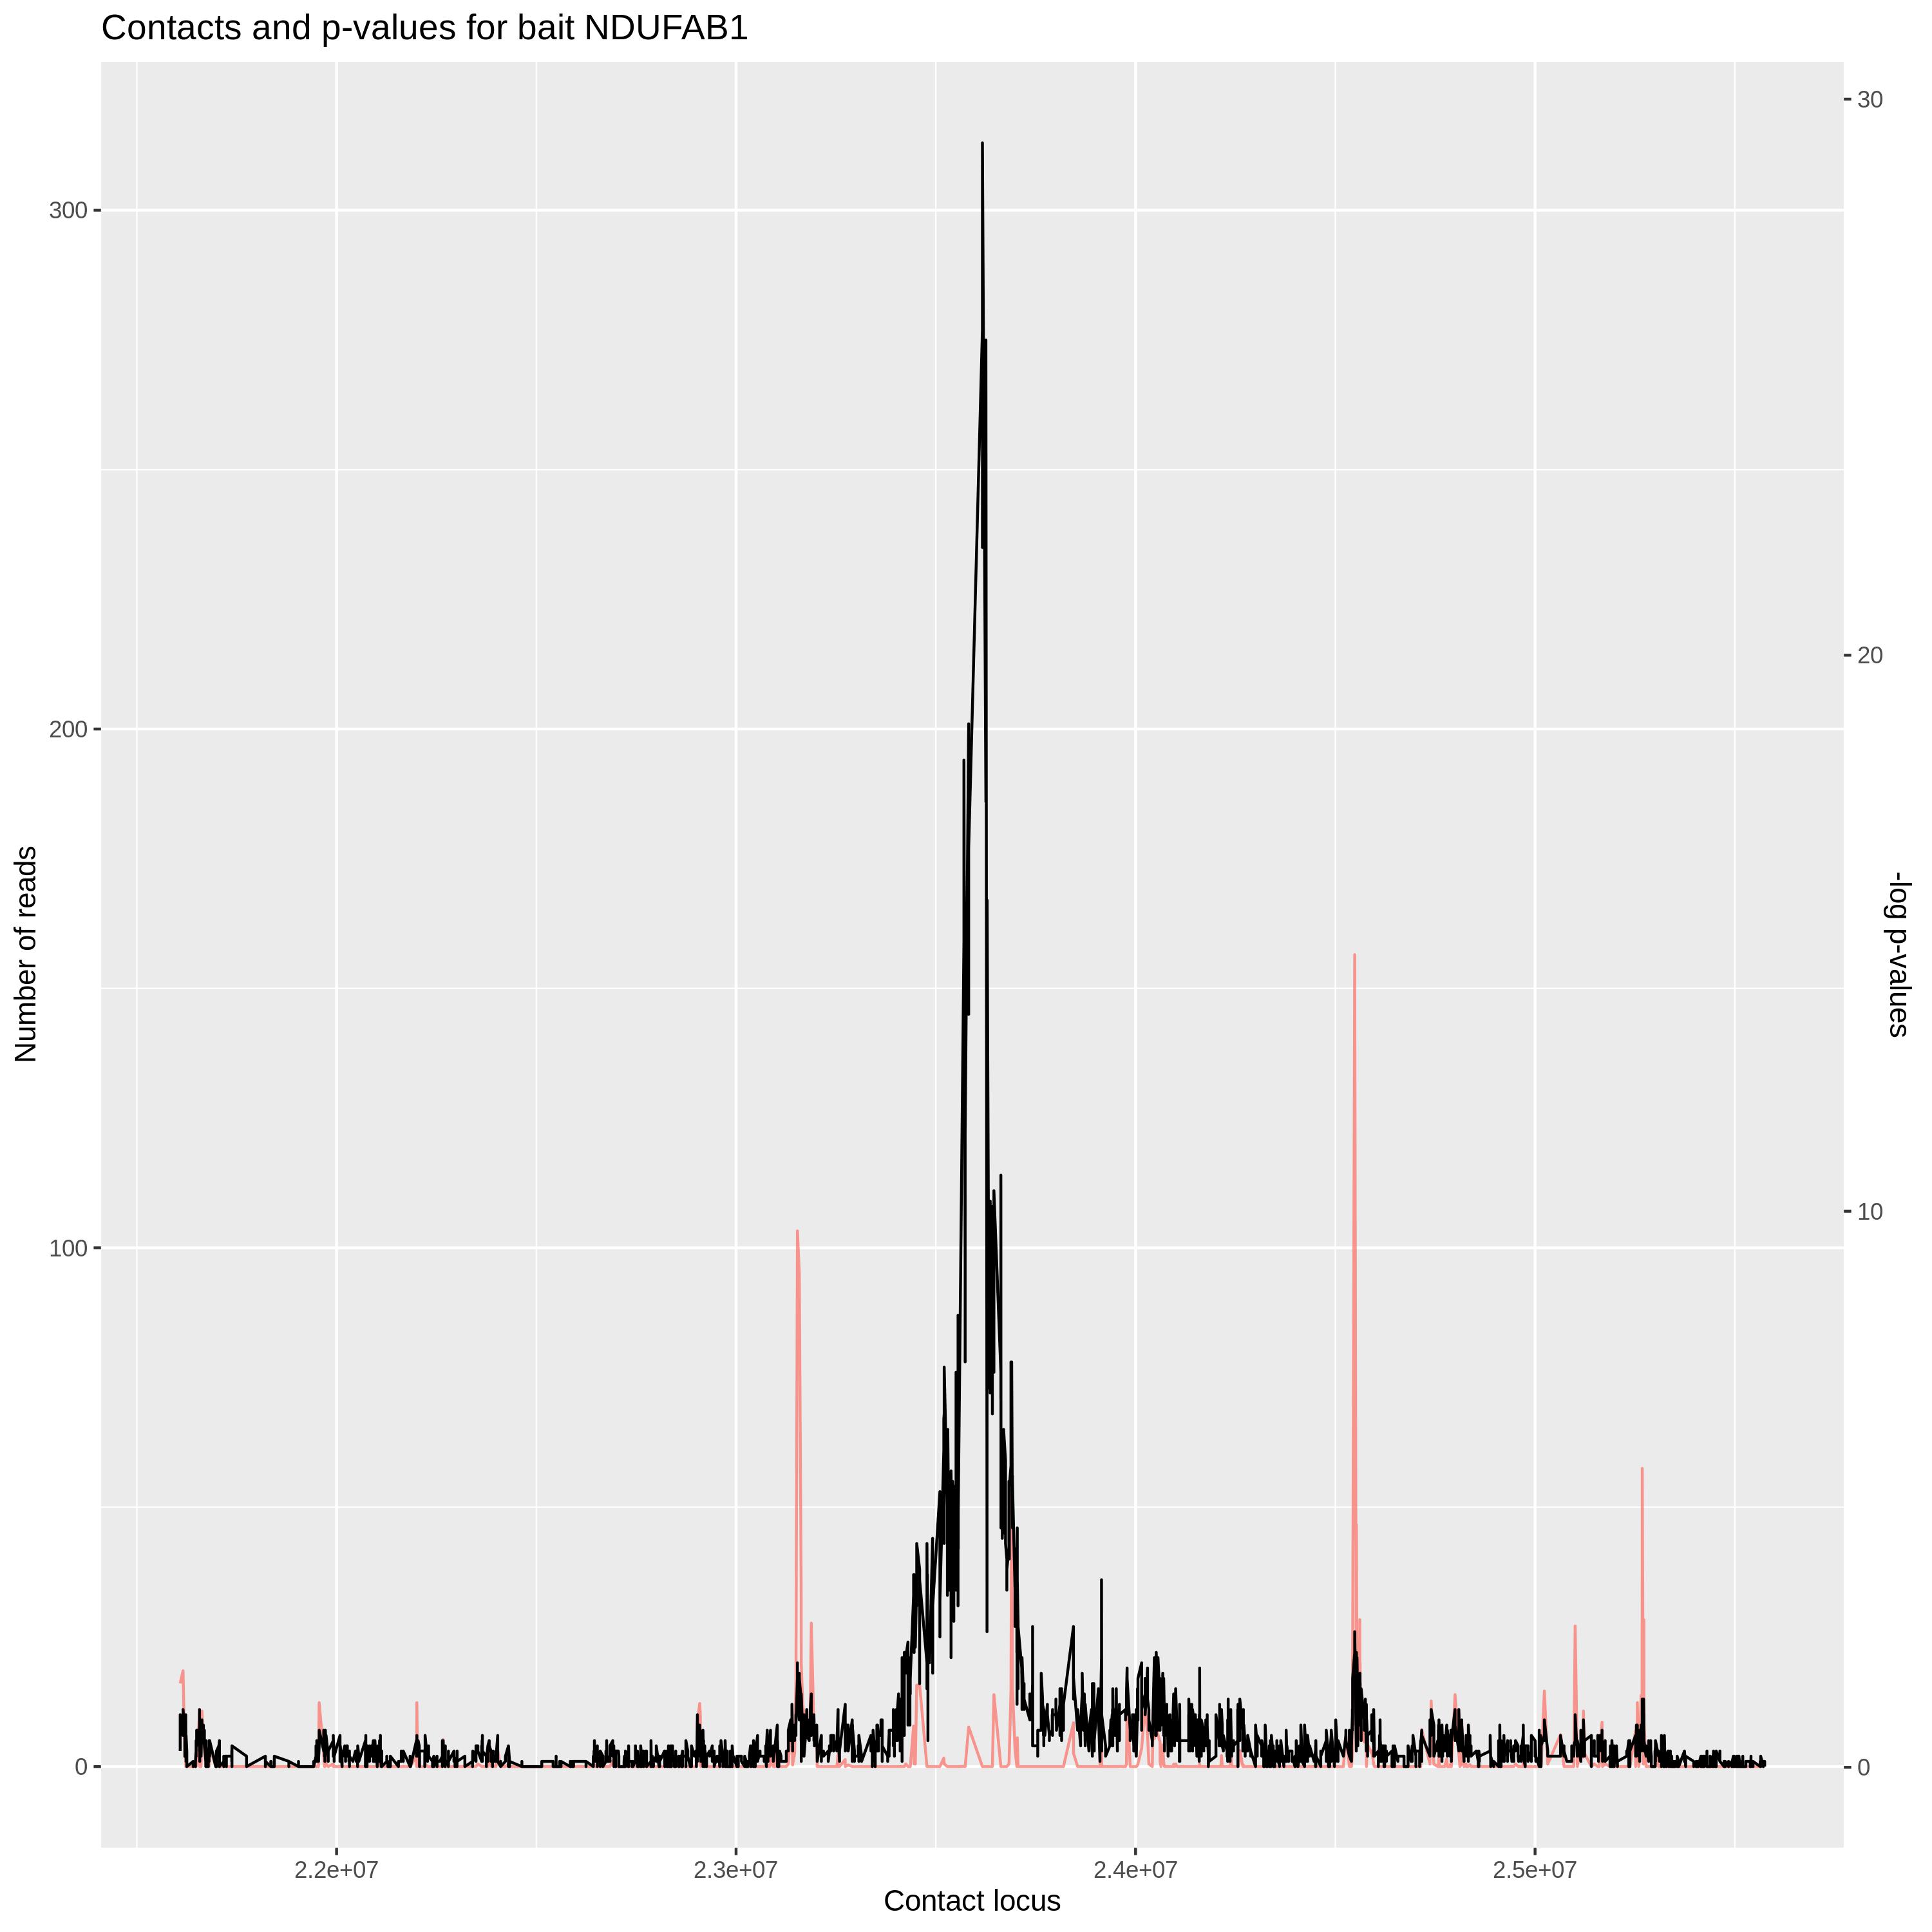 Contacts and p-values for bait NDUFAB1
30
300
20
200
Number of reads
-log p-values
10
100
0
0
2.2e+07
2.3e+07
2.4e+07
2.5e+07
Contact locus